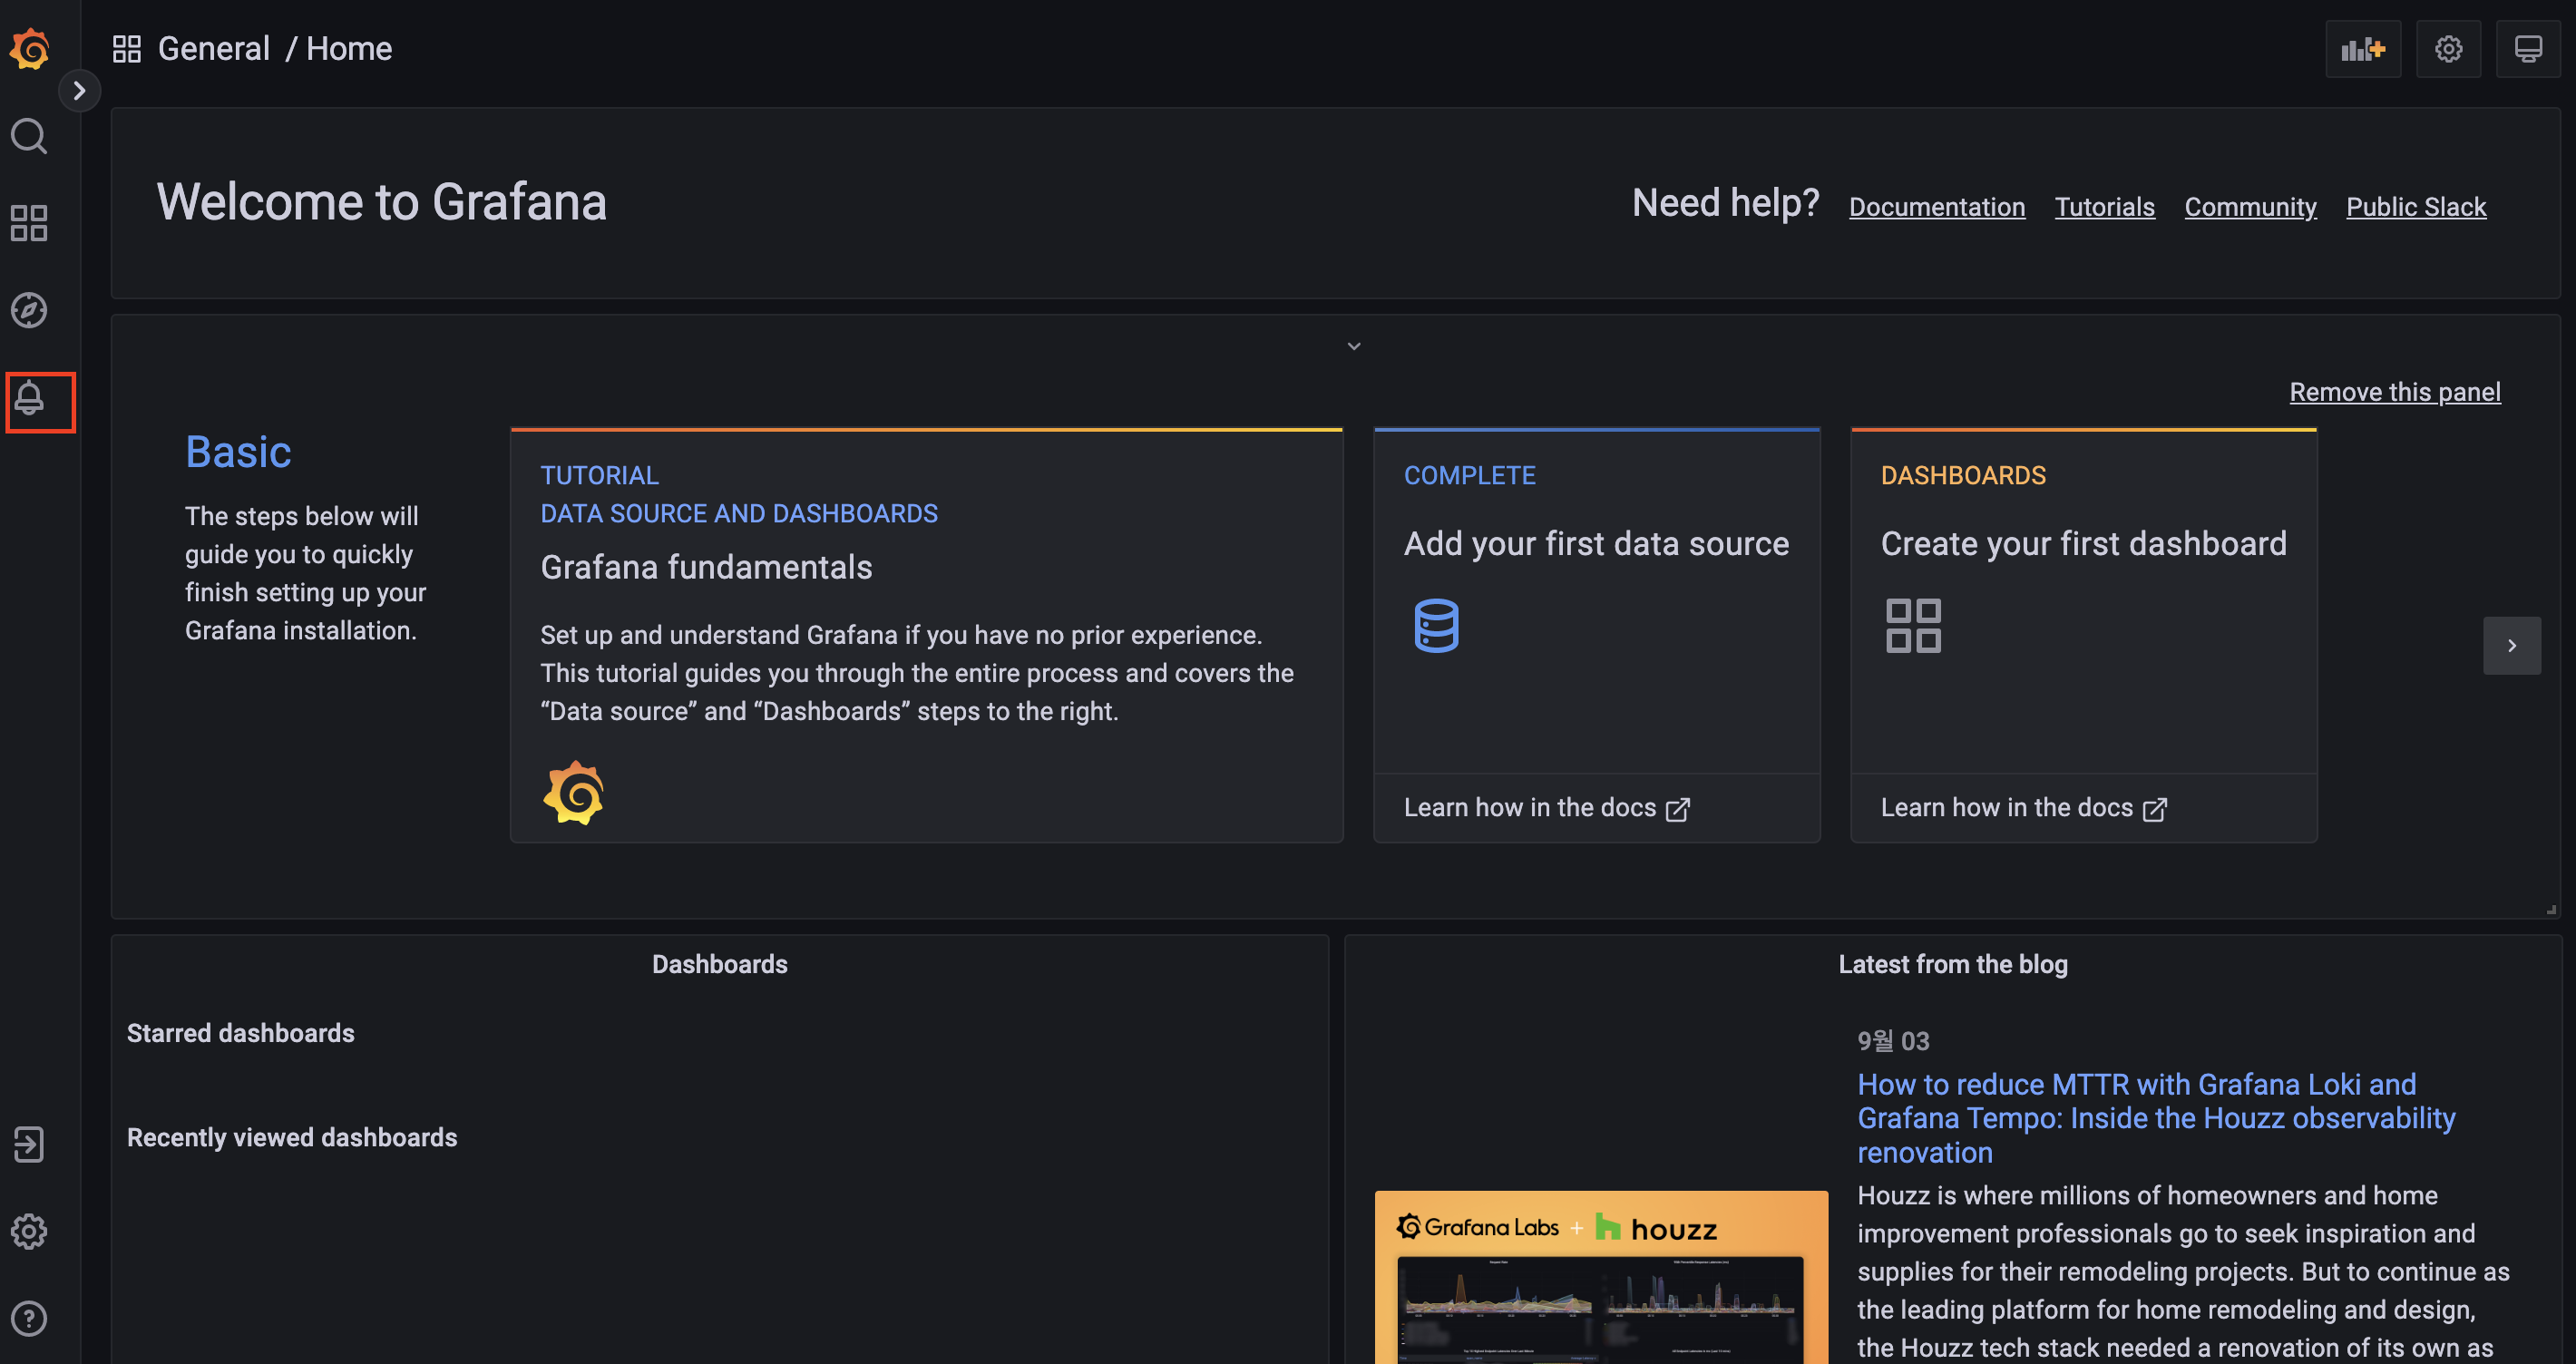 General / Home
Welcome to Grafana
Need help? Documentation Tutorials Community Public Slack
Remove this panel
Basic
The steps below will
guide you to quickly
finish setting up your
Grafana installation.
TUTORIAL
DATA SOURCE AND DASHBOARDS
Grafana fundamentals
Set up and understand Grafana if you have no prior experience.
This tutorial guides you through the entire process and covers the
“Data source” and “Dashboards” steps to the right.
COMPLETE
Add your first data source
Learn how in the docs
DASHBOARDS
Create your first dashboard
Learn how in the docs
Dashboards
Starred dashboards
Recently viewed dashboards
Latest from the blog
9월 03
How to reduce MTTR with Grafana Loki and
Grafana Tempo: Inside the Houzz observability
renovation
Houzz is where millions of homeowners and home
improvement professionals go to seek inspiration and
supplies for their remodeling projects. But to continue as
the leading platform for home remodeling and design,
the Houzz tech stack needed a renovation of its own as
Grafana Labs + houzz